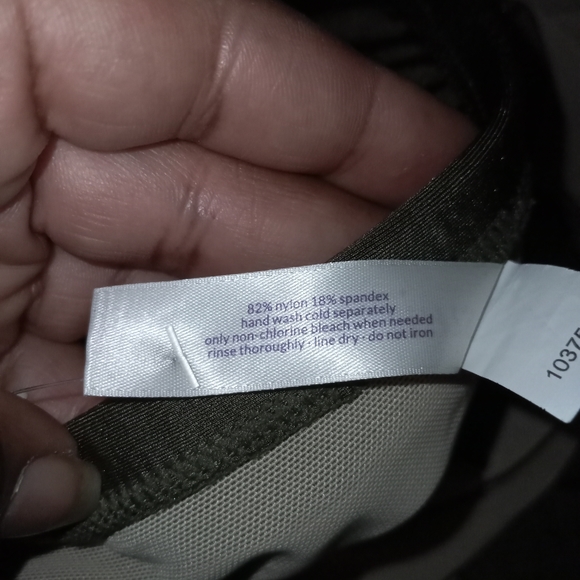 82% nylon 18% spandex
hand wash cold separately
only non-chlorine bleach when needed
rinse thoroughly · line dry · do not iron